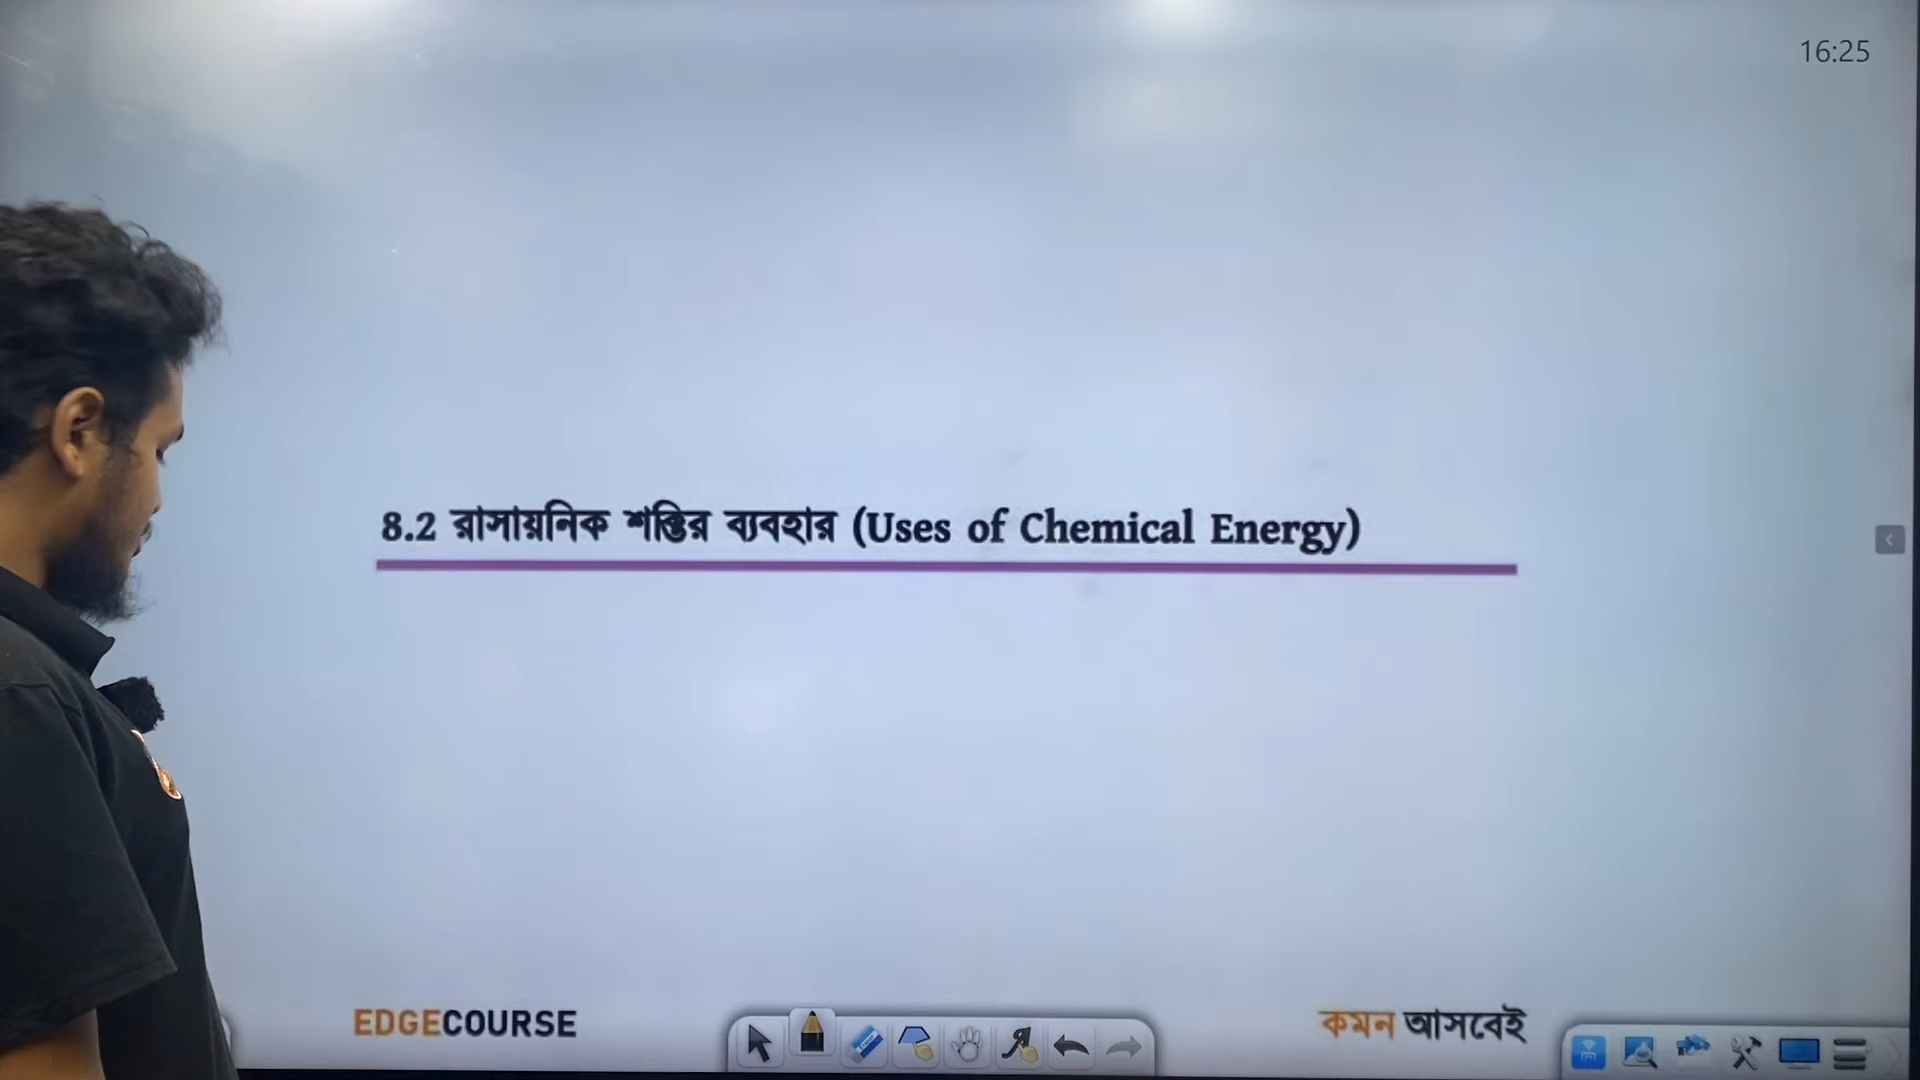 16:25
8.2 রাসায়নিক শক্তির ব্যবহার (Uses of Chemical Energy)
EDGECOURSE
কমন আসবেই